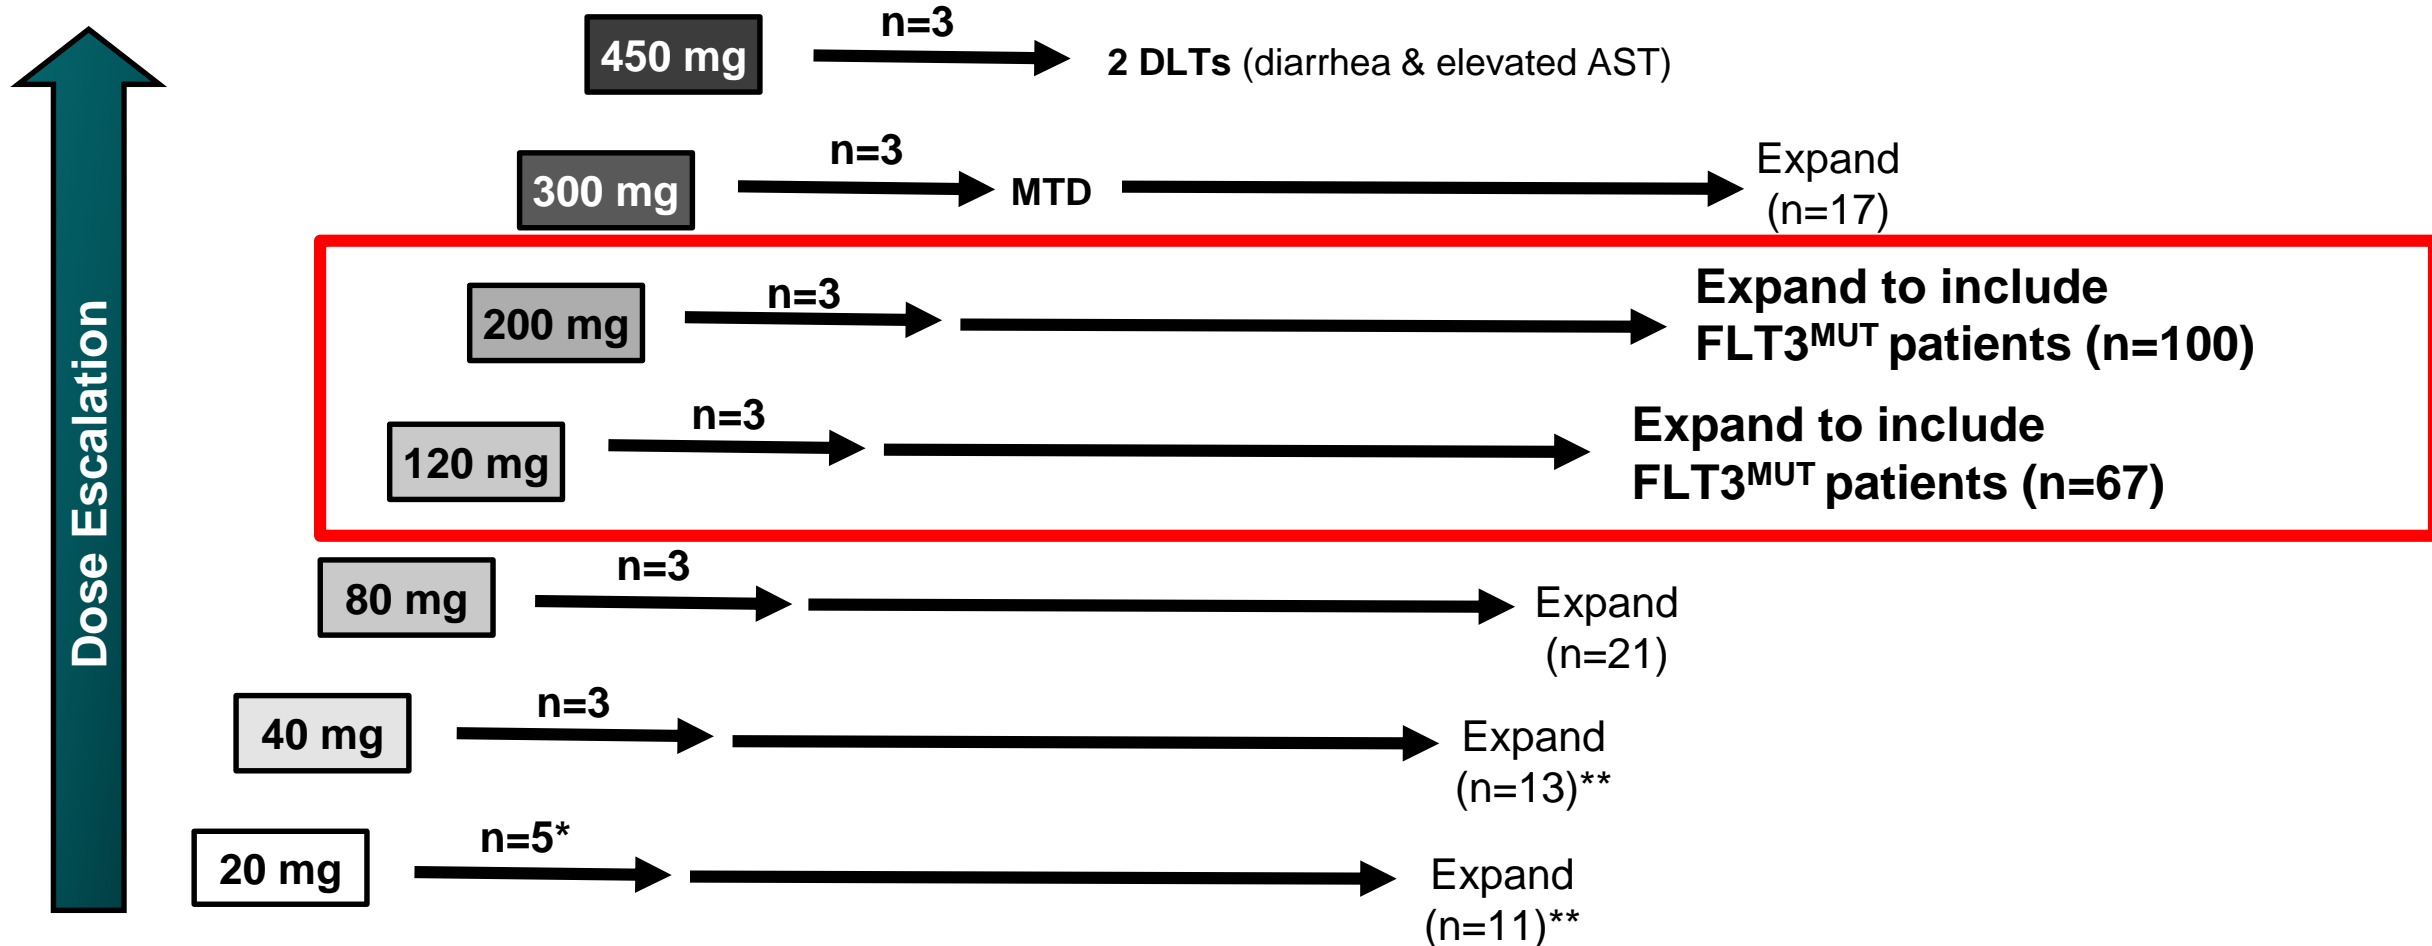 Dose Escalation
450 mg
n=3
2 DLTs (diarrhea & elevated AST)
300 mg
n=3
MTD
Expand
(n=17)
200 mg
n=3
Expand to include
FLT3MUT patients (n=100)
120 mg
n=3
Expand to include
FLT3MUT patients (n=67)
80 mg
n=3
Expand
(n=21)
40 mg
n=3
Expand
(n=13)**
20 mg
n=5*
Expand
(n=11)**